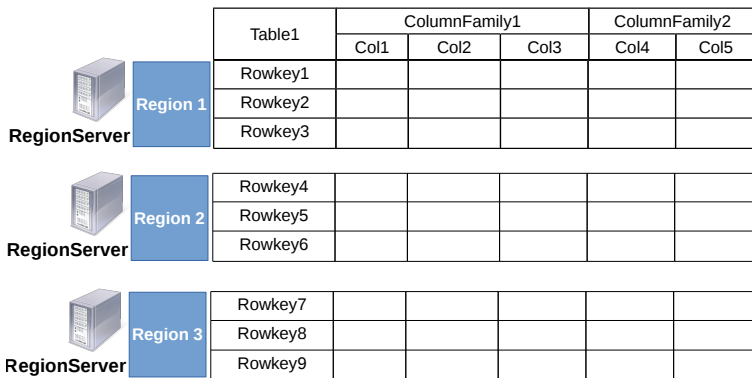 Table1 ColumnFamily1 ColumnFamily2
Col1 Col2 Col3 Col4 Col5
Rowkey1
Region 1 Rowkey2
RegionServer Rowkey3
Rowkey4
Region 2 Rowkey5
RegionServer Rowkey6
Rowkey7
Region 3 Rowkey8
RegionServer Rowkey9